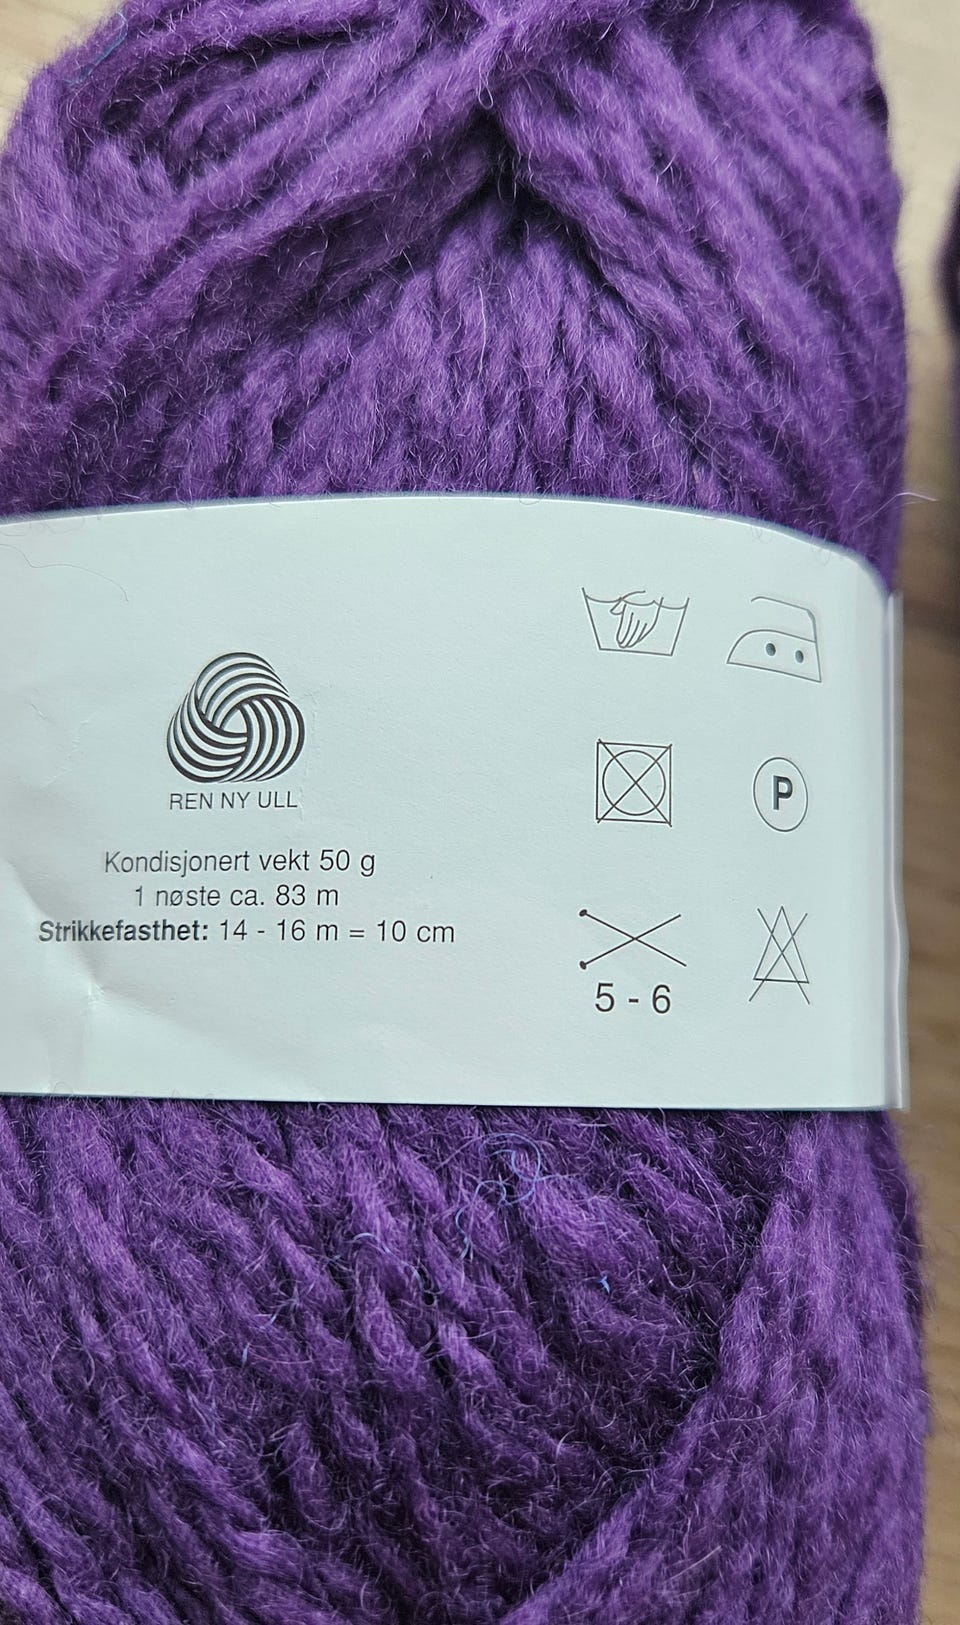 REN NY ULL
Kondisjonert vekt 50 g
1 nøste ca. 83 m
Strikkefasthet: 14 - 16 m = 10 cm
P
5 - 6